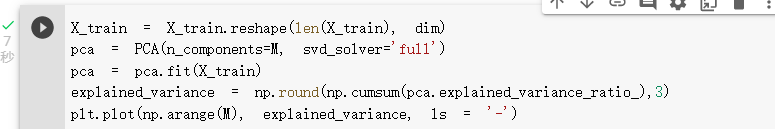 7
秒
X_train = X_train.reshape(len(X_train), dim)
pca = PCA(n_components=M, svd_solver='full')
pca = pca.fit(X_train)
explained_variance = np.round(np.cumsum(pca.explained_variance_ratio_),3)
plt.plot(np.arange(M), explained_variance, ls = '-')